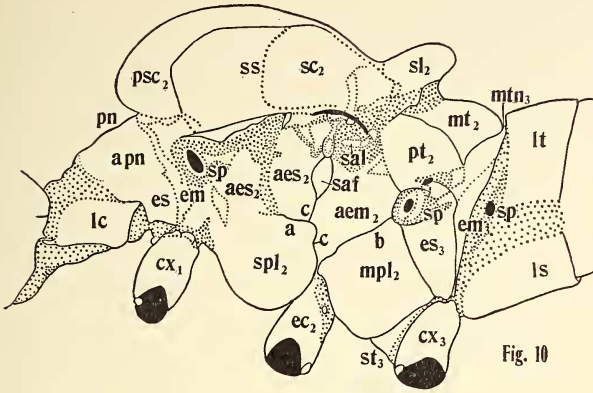 psc₂
ss
sc₂
sl₂
mtn₃
pn
apn
mt₂
lt
sp
sal
pt₂
es
em
aes₂
aes₂
saf
sp
em₃
sp
lc
c
aem₂
a
c
b
es₃
cx₁
spl₂
mpl₂
ls
ec₂
cx₃
st₃
Fig. 10